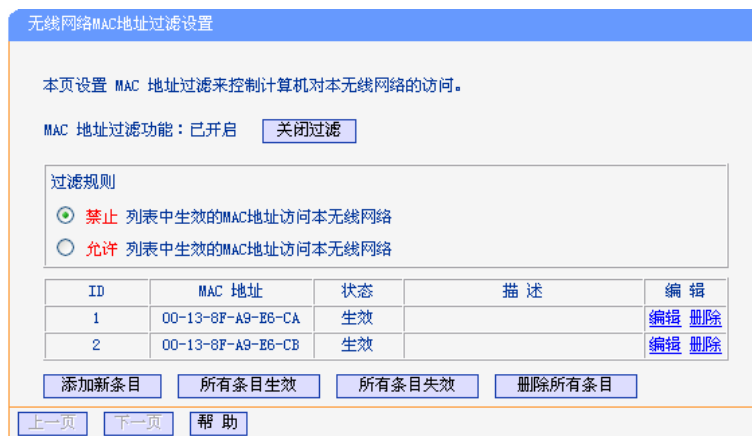 无线网络MAC地址过滤设置
本页设置 MAC 地址过滤来控制计算机对本无线网络的访问。
MAC 地址过滤功能：已开启 关闭过滤
过滤规则
禁止 列表中生效的MAC地址访问本无线网络
允许 列表中生效的MAC地址访问本无线网络
ID MAC 地址 状态 描 述 编 辑
1 00-13-8F-A9-E6-CA 生效 编辑 删除
2 00-13-8F-A9-E6-CB 生效 编辑 删除
添加新条目 所有条目生效 所有条目失效 删除所有条目
上一页 下一页 帮 助